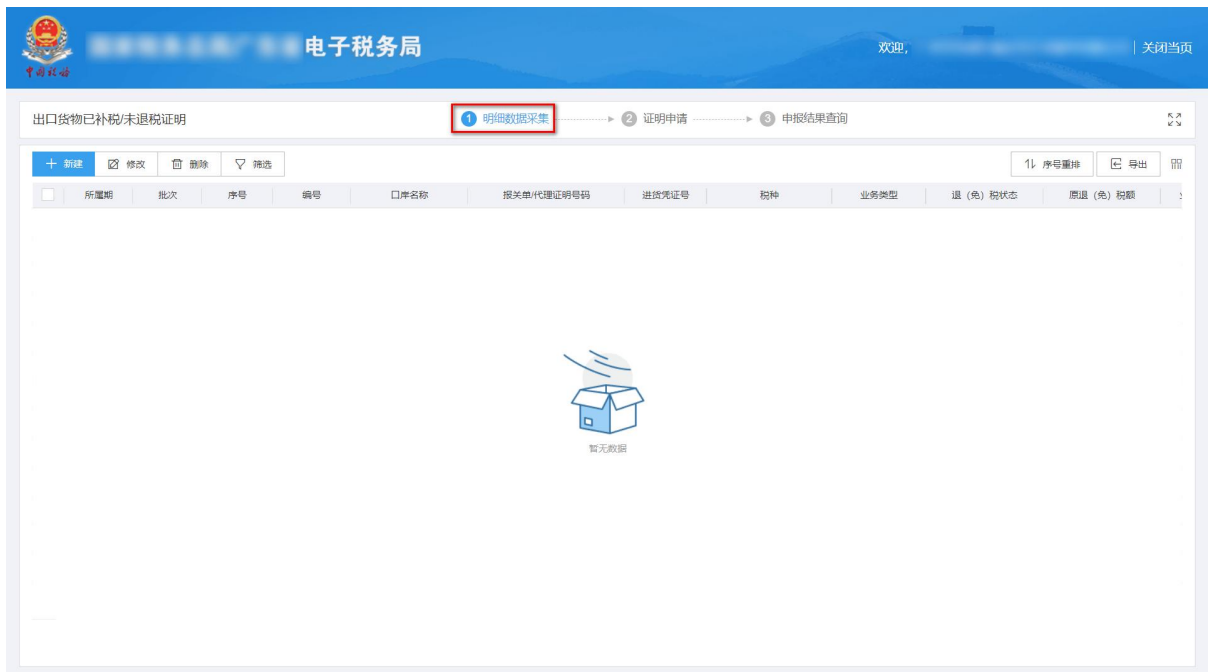 电子税务局
欢迎,
关闭当页
中国税务
出口货物已补税/未退税证明
1 明细数据采集
2 证明申请
3 申报结果查询
新建 修改 删除 筛选
序号重排 导出
所属期 批次 序号 编号 口岸名称 报关单/代理证明号码 进货凭证号 税种 业务类型 退（免）税状态 原退（免）税额
暂无数据